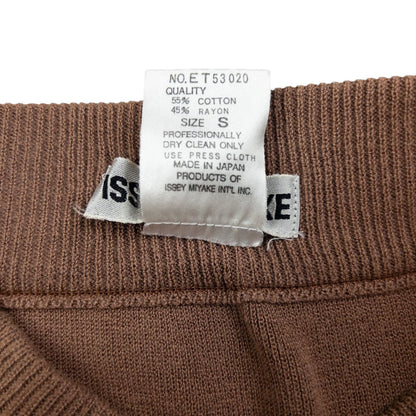 NO. ET53020
QUALITY
55% COTTON
45% RAYON
SIZE S
PROFESSIONALLY
DRY CLEAN ONLY
USE PRESS CLOTH
MADE IN JAPAN
PRODUCTS OF
ISSEY MIYAKE INT'L INC.
ISS KE